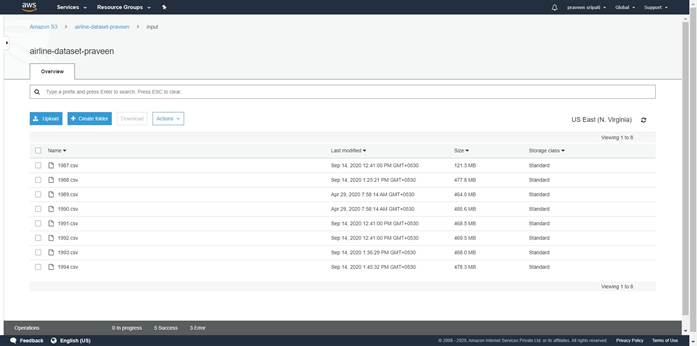 aws Services Resource Groups praveen sripati Global Support
Amazon S3 airline-dataset-praveen input
airline-dataset-praveen
Overview
Type a prefix and press Enter to search. Press ESC to clear.
Upload + Create folder Download Actions US East (N. Virginia)
Viewing 1 to 8
Name Last modified Size Storage class
1987.csv Sep 14, 2020 12:41:00 PM GMT+0530 121.3 MB Standard
1988.csv Sep 14, 2020 1:25:21 PM GMT+0530 477.8 MB Standard
1989.csv Apr 29, 2020 7:58:14 AM GMT+0530 464.0 MB Standard
1990.csv Apr 29, 2020 7:58:14 AM GMT+0530 485.6 MB Standard
1991.csv Sep 14, 2020 12:41:00 PM GMT+0530 468.5 MB Standard
1992.csv Sep 14, 2020 12:41:00 PM GMT+0530 469.5 MB Standard
1993.csv Sep 14, 2020 1:36:29 PM GMT+0530 468.0 MB Standard
1994.csv Sep 14, 2020 1:45:32 PM GMT+0530 478.3 MB Standard
Viewing 1 to 8
Operations 0 In progress 5 Success 3 Error
Feedback English (US) © 2008 - 2020, Amazon Internet Services Private Ltd. or its affiliates. All rights reserved. Privacy Policy Terms of Use